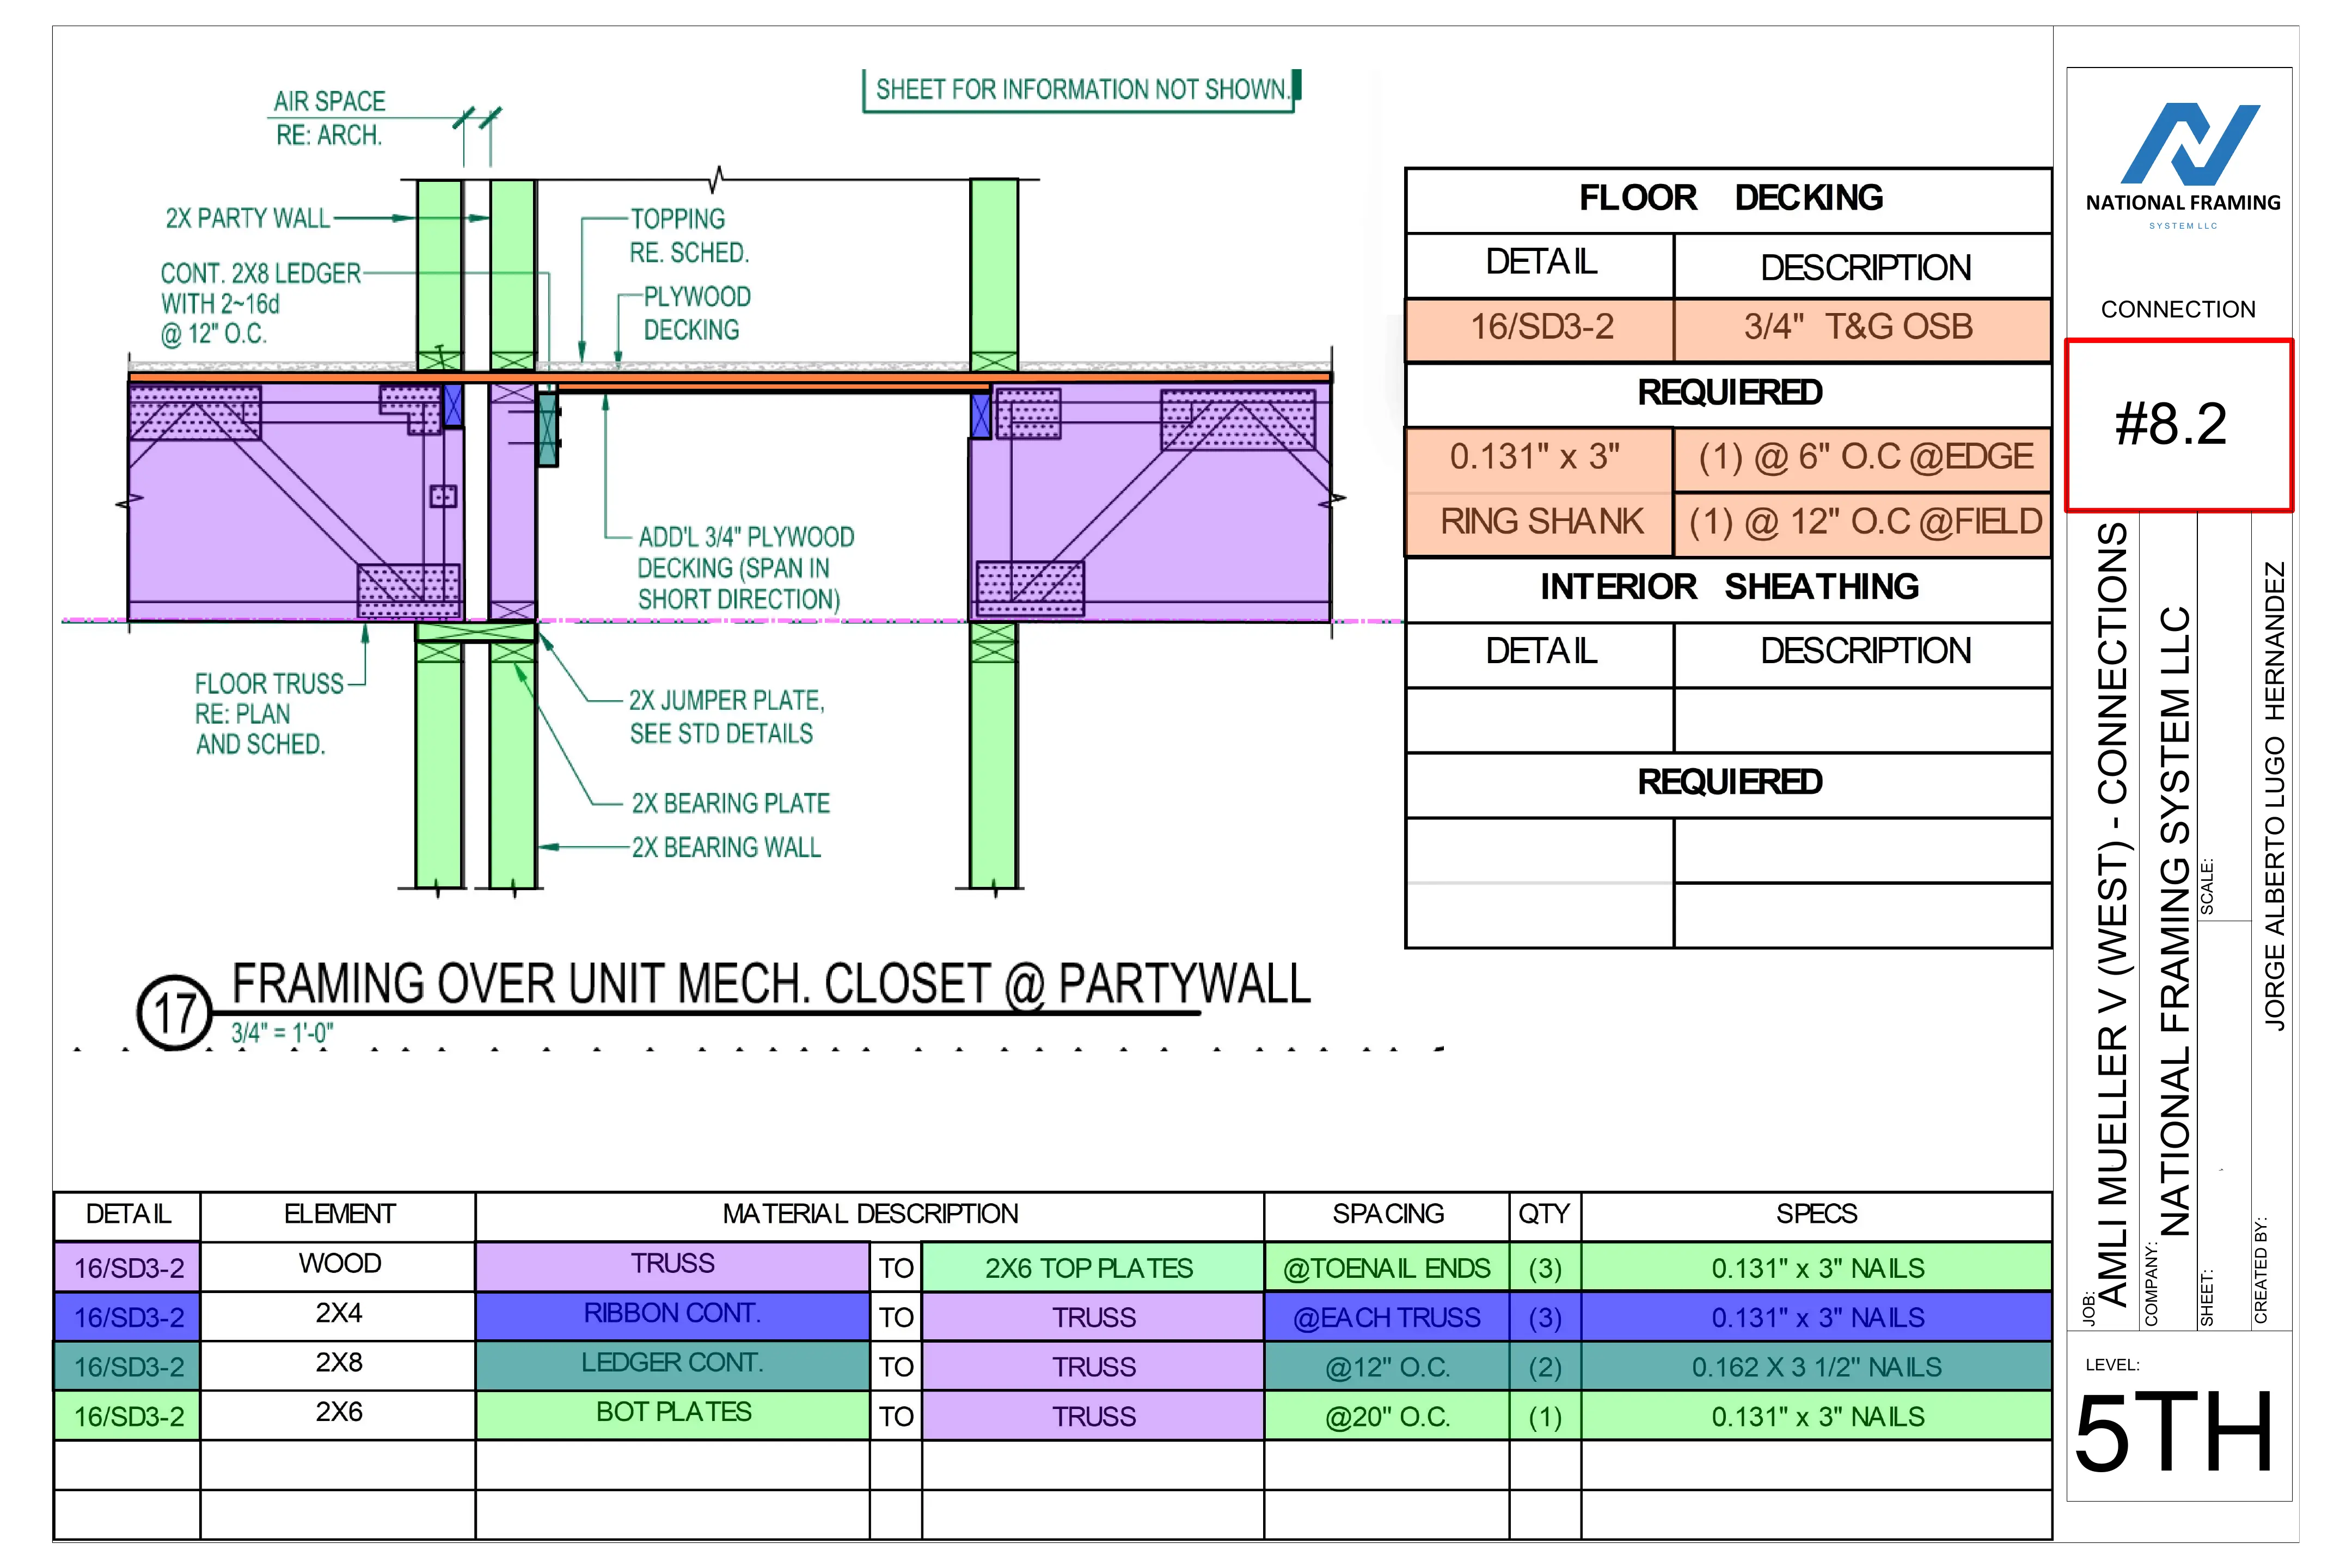 SHEET FOR INFORMATION NOT SHOWN.
AIR SPACE
RE: ARCH.
2X PARTY WALL
CONT. 2X8 LEDGER
WITH 2~16d
@ 12" O.C.
TOPPING
RE. SCHED.
PLYWOOD
DECKING
ADD'L 3/4" PLYWOOD
DECKING (SPAN IN
SHORT DIRECTION)
FLOOR TRUSS
RE: PLAN
AND SCHED.
2X JUMPER PLATE,
SEE STD DETAILS
2X BEARING PLATE
2X BEARING WALL
17 FRAMING OVER UNIT MECH. CLOSET @ PARTYWALL
3/4" = 1'-0"
FLOOR DECKING
DETAIL DESCRIPTION
16/SD3-2 3/4" T&G OSB
REQUIERED
0.131" x 3" (1) @ 6" O.C @EDGE
RING SHANK (1) @ 12" O.C @FIELD
INTERIOR SHEATHING
DETAIL DESCRIPTION
REQUIERED
DETAIL ELEMENT MATERIAL DESCRIPTION SPACING QTY SPECS
16/SD3-2 WOOD TRUSS TO 2X6 TOP PLATES @TOENAIL ENDS (3) 0.131" x 3" NAILS
16/SD3-2 2X4 RIBBON CONT. TO TRUSS @EACH TRUSS (3) 0.131" x 3" NAILS
16/SD3-2 2X8 LEDGER CONT. TO TRUSS @12" O.C. (2) 0.162 X 3 1/2" NAILS
16/SD3-2 2X6 BOT PLATES TO TRUSS @20" O.C. (1) 0.131" x 3" NAILS
NATIONAL FRAMING
SYSTEM LLC
CONNECTION
#8.2
JOB:
AMLI MUELLER V (WEST) - CONNECTIONS
COMPANY:
NATIONAL FRAMING SYSTEM LLC
SHEET:
SCALE:
CREATED BY:
JORGE ALBERTO LUGO HERNANDEZ
LEVEL:
5TH